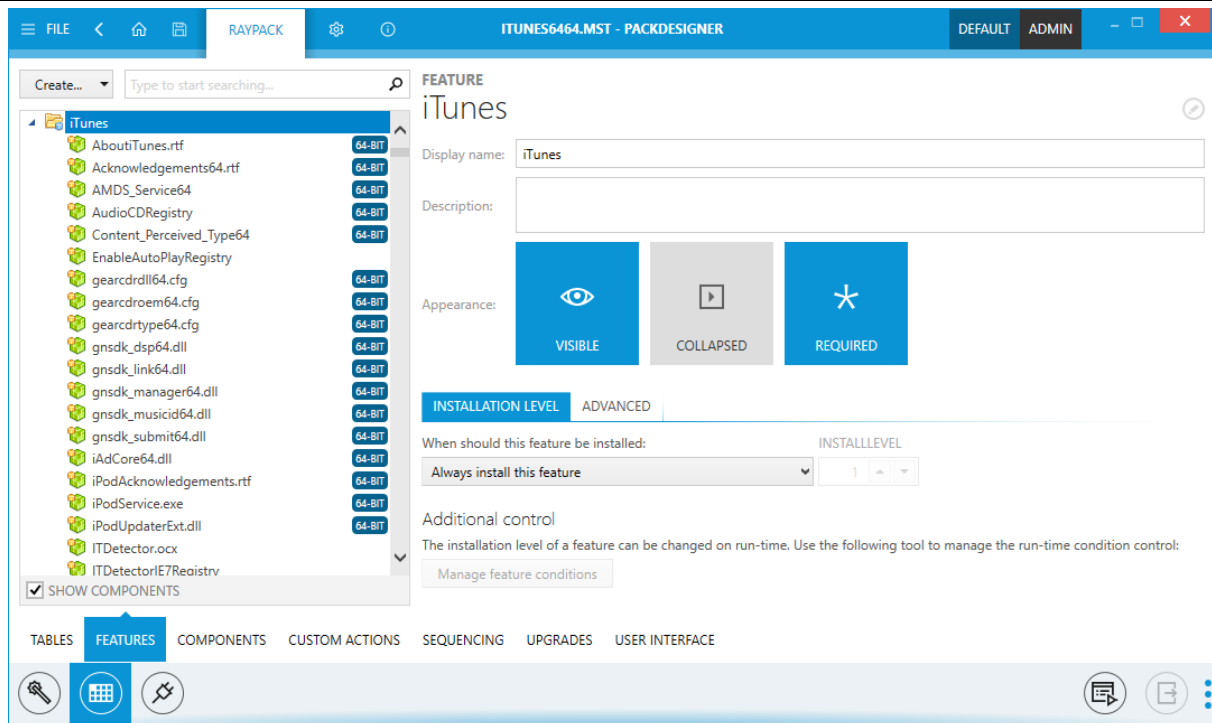 FILE
RAYPACK
ITUNES6464.MST - PACKDESIGNER
DEFAULT ADMIN
Create...
Type to start searching...
iTunes
AboutiTunes.rtf 64-BIT
Acknowledgements64.rtf 64-BIT
AMDS_Service64 64-BIT
AudioCDRegistry 64-BIT
Content_Perceived_Type64 64-BIT
EnableAutoPlayRegistry
gearcdrdll64.cfg 64-BIT
gearcdroem64.cfg 64-BIT
gearcdrtype64.cfg 64-BIT
gnsdk_dsp64.dll 64-BIT
gnsdk_link64.dll 64-BIT
gnsdk_manager64.dll 64-BIT
gnsdk_musicid64.dll 64-BIT
gnsdk_submit64.dll 64-BIT
iAdCore64.dll 64-BIT
iPodAcknowledgements.rtf 64-BIT
iPodService.exe 64-BIT
iPodUpdaterExt.dll 64-BIT
ITDetector.ocx
ITDetectorIE7Registry
SHOW COMPONENTS
FEATURE
iTunes
Display name: iTunes
Description:
Appearance:
VISIBLE COLLAPSED REQUIRED
INSTALLATION LEVEL ADVANCED
When should this feature be installed: INSTALLLEVEL
Always install this feature 1
Additional control
The installation level of a feature can be changed on run-time. Use the following tool to manage the run-time condition control:
Manage feature conditions
TABLES FEATURES COMPONENTS CUSTOM ACTIONS SEQUENCING UPGRADES USER INTERFACE